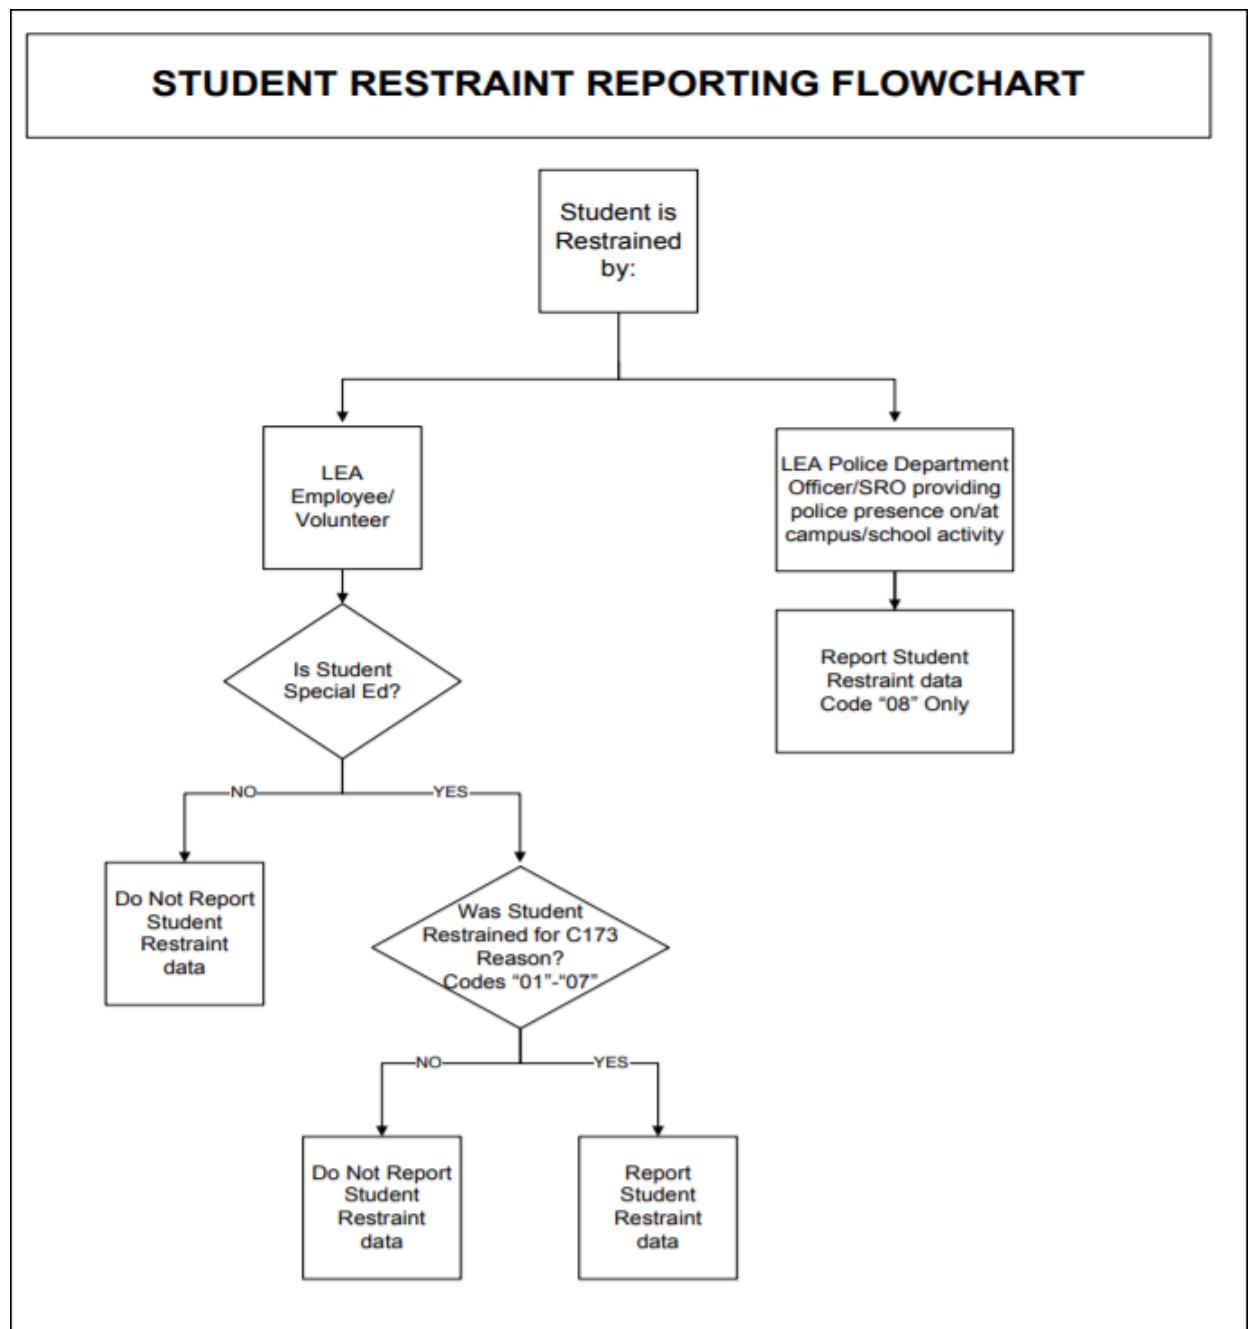 STUDENT RESTRAINT REPORTING FLOWCHART
Student is
Restrained
by:
LEA
Employee/
Volunteer
LEA Police Department
Officer/SRO providing
police presence on/at
campus/school activity
Is Student
Special Ed?
Report Student
Restraint data
Code “08” Only
NO
YES
Do Not Report
Student
Restraint
data
Was Student
Restrained for C173
Reason?
Codes “01”-“07”
NO
YES
Do Not Report
Student
Restraint
data
Report
Student
Restraint
data